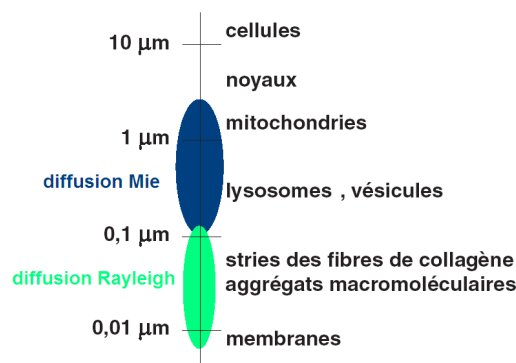 cellules
10 μm
noyaux
mitochondries
1 μm
diffusion Mie
lysosomes , vésicules
0,1 μm
stries des fibres de collagène
diffusion Rayleigh
aggrégats macromoléculaires
0,01 μm
membranes